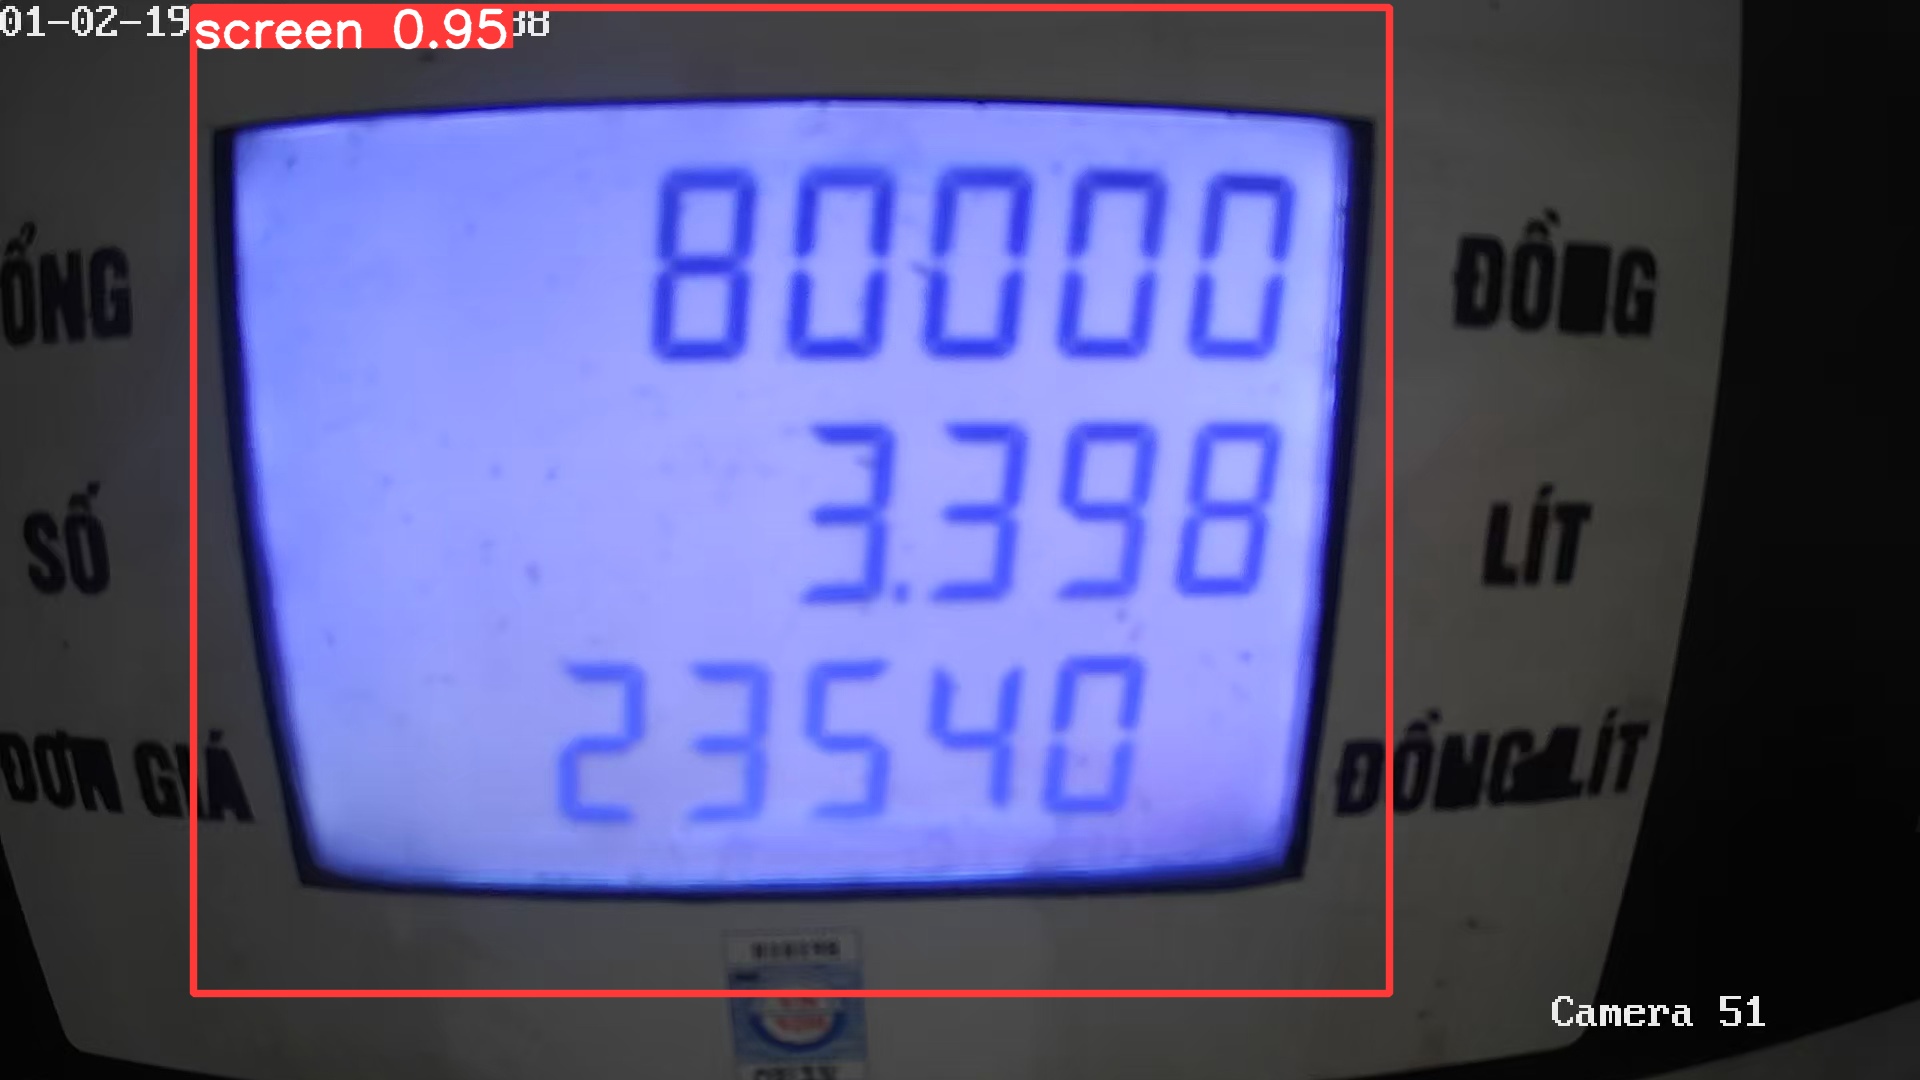 01-02-19
screen 0.95
38
80000
ĐỒNG
3.398
SỐ
LÍT
23540
ĐƠN GIÁ
ĐỒNG/LÍT
Camera 51